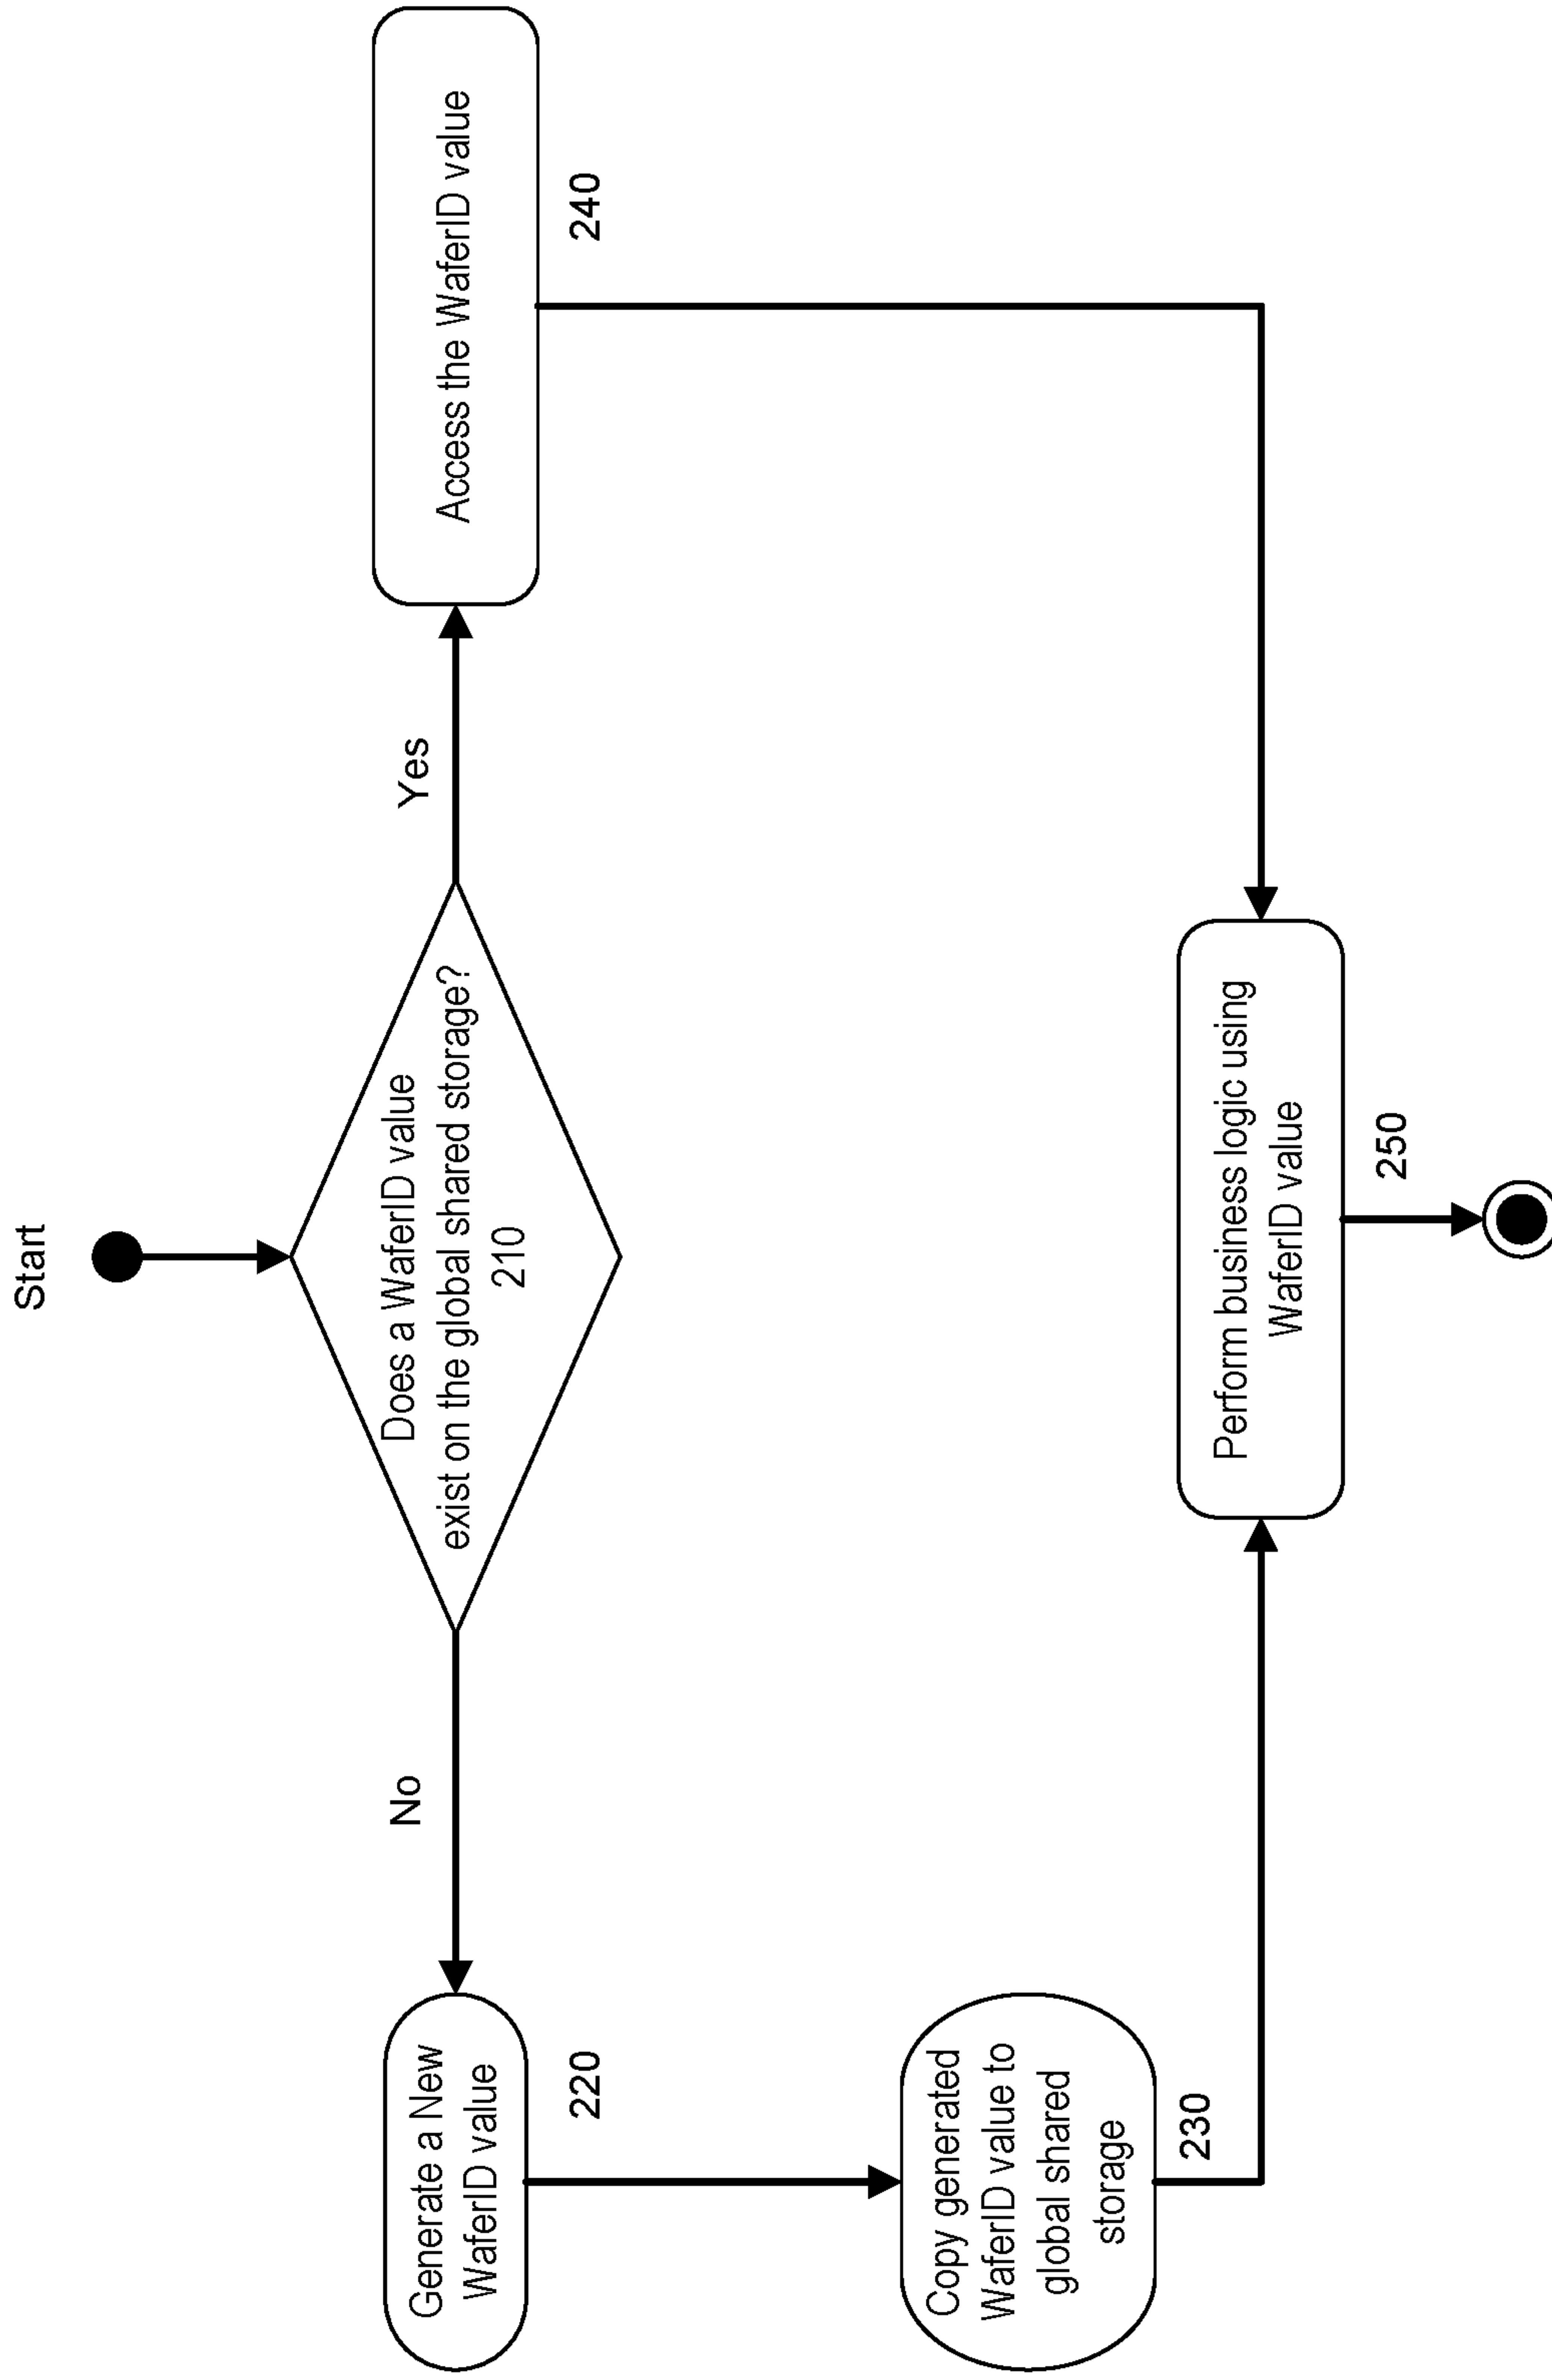 Start
Does a WaferID value
exist on the global shared storage?
210
No
Yes
Generate a New
WaferID value
220
Access the WaferID value
240
Copy generated
WaferID value to
global shared
storage
230
Perform business logic using
WaferID value
250